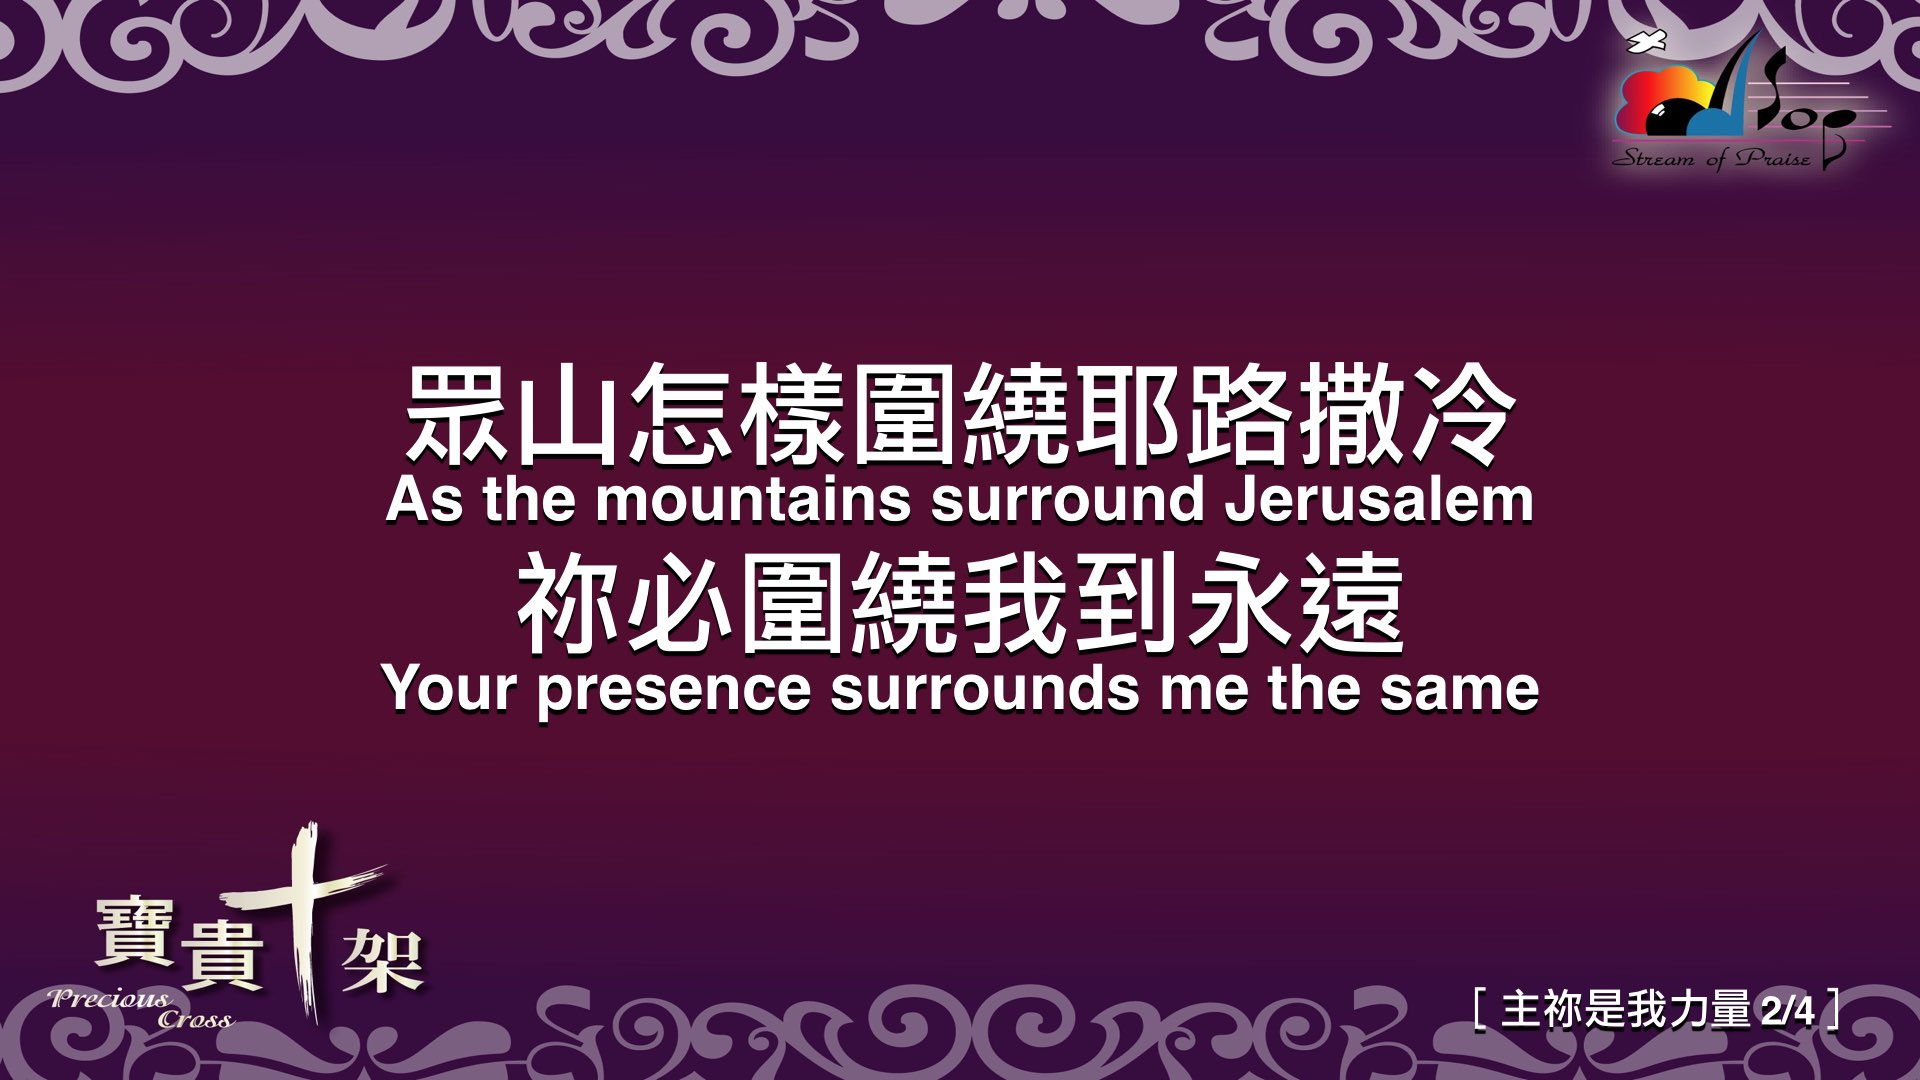 Sop
Stream of Praise
眾山怎樣圍繞耶路撒冷
As the mountains surround Jerusalem
祢必圍繞我到永遠
Your presence surrounds me the same
寶貴十架
Precious
Cross
[ 主祢是我力量 2/4 ]